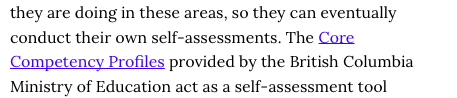 they are doing in these areas, so they can eventually
conduct their own self-assessments. The Core
Competency Profiles provided by the British Columbia
Ministry of Education act as a self-assessment tool